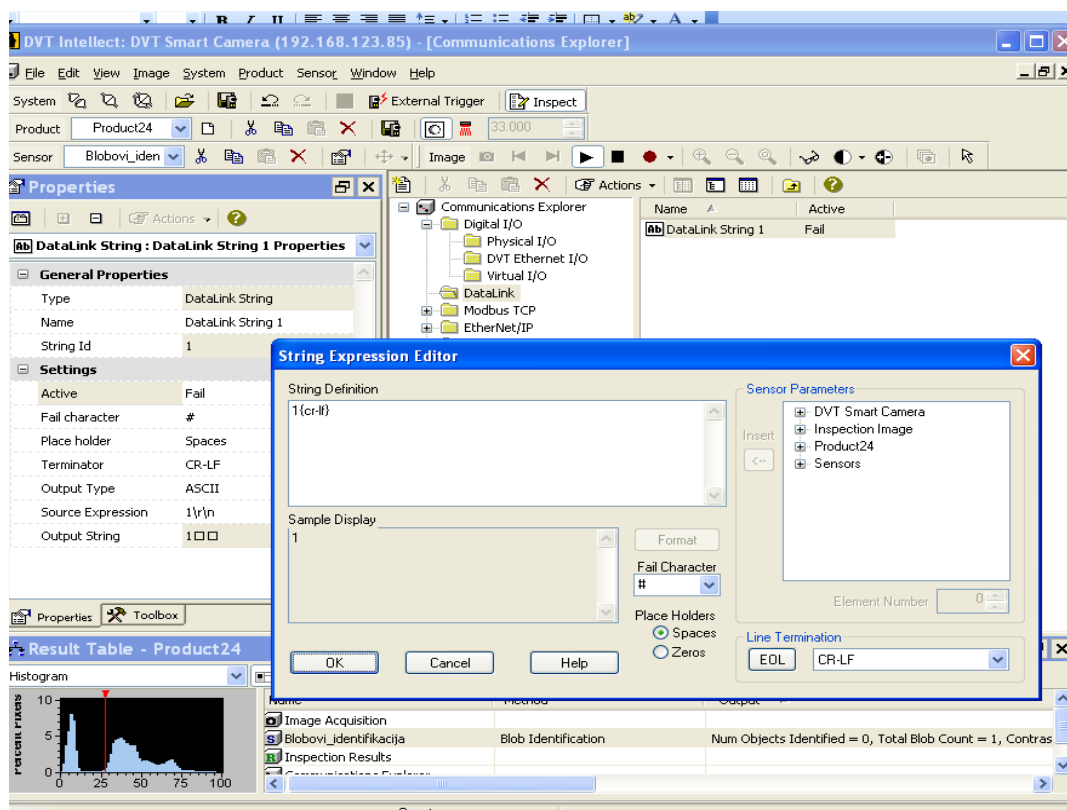 B I U
DVT Intellect: DVT Smart Camera (192.168.123.85) - [Communications Explorer]
File Edit View Image System Product Sensor Window Help
System External Trigger Inspect
Product Product24 33.000
Sensor Blobovi_iden Image
Properties
Actions
Actions
DataLink String : DataLink String 1 Properties
General Properties
Type DataLink String
Name DataLink String 1
String Id 1
Settings
Active Fail
Fail character #
Place holder Spaces
Terminator CR-LF
Output Type ASCII
Source Expression 1\r\n
Output String 1□□
Properties Toolbox
Communications Explorer
Digital I/O
Physical I/O
DVT Ethernet I/O
Virtual I/O
DataLink
Modbus TCP
EtherNet/IP
Name Active
DataLink String 1 Fail
String Expression Editor
String Definition
1{cr-lf}
Sample Display
1
Insert
<--
Format
Fail Character
#
Place Holders
Spaces
Zeros
Sensor Parameters
DVT Smart Camera
Inspection Image
Product24
Sensors
Element Number 0
Line Termination
EOL CR-LF
OK Cancel Help
Result Table - Product24
Histogram
Percent Pixels
10
5
0
0 25 50 75 100
Name Method Output
Image Acquisition
Blobovi_identifikacija Blob Identification Num Objects Identified = 0, Total Blob Count = 1, Contras
Inspection Results
Communications Explorer